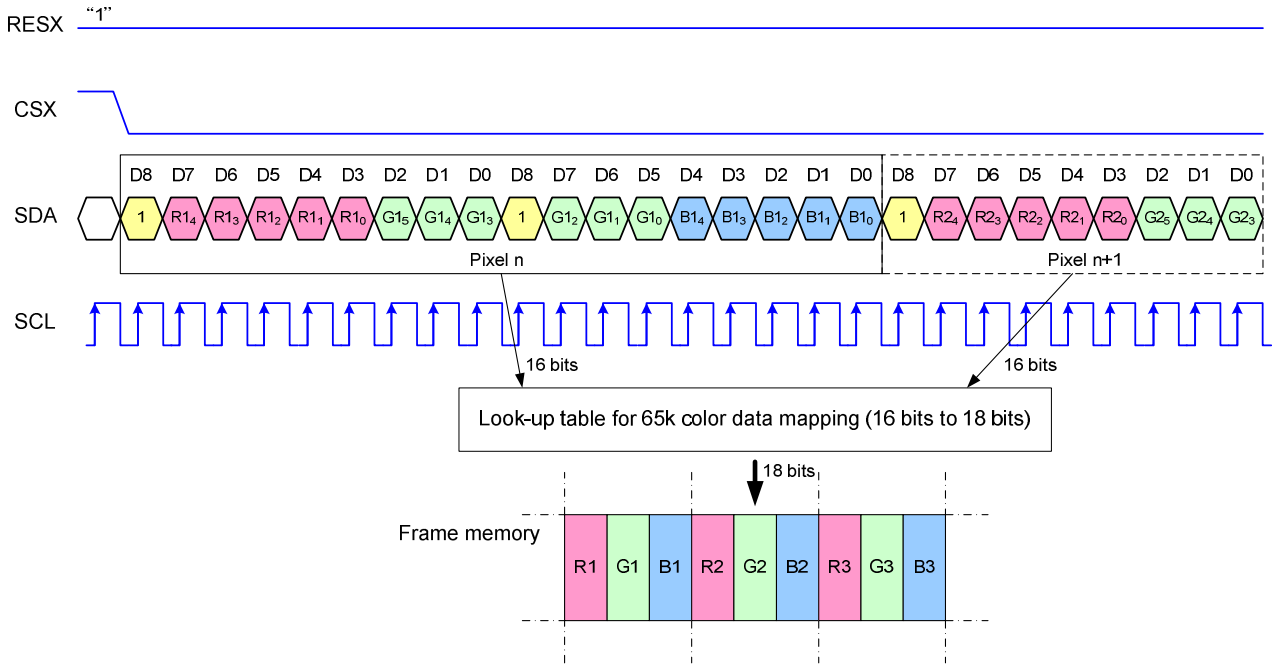 RESX “1”
CSX
D8 D7 D6 D5 D4 D3 D2 D1 D0 D8 D7 D6 D5 D4 D3 D2 D1 D0 D8 D7 D6 D5 D4 D3 D2 D1 D0
SDA 1 R1₄ R1₃ R1₂ R1₁ R1₀ G1₅ G1₄ G1₃ 1 G1₂ G1₁ G1₀ B1₄ B1₃ B1₂ B1₁ B1₀ 1 R2₄ R2₃ R2₂ R2₁ R2₀ G2₅ G2₄ G2₃
Pixel n Pixel n+1
SCL
16 bits 16 bits
Look-up table for 65k color data mapping (16 bits to 18 bits)
18 bits
Frame memory
R1 G1 B1 R2 G2 B2 R3 G3 B3